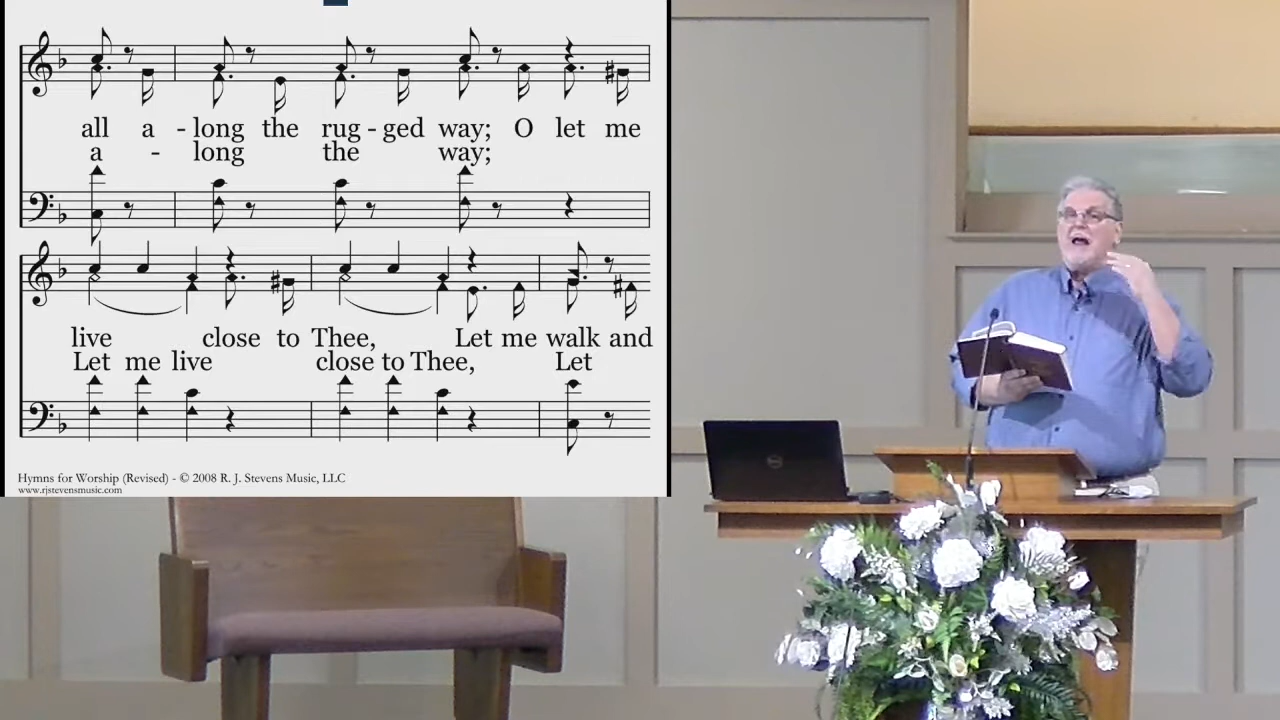 all a - long the rug - ged way; O let me
a - long the way;
live close to Thee, Let me walk and
Let me live close to Thee, Let
Hymns for Worship (Revised) - © 2008 R. J. Stevens Music, LLC
www.rjstevensmusic.com
DELL